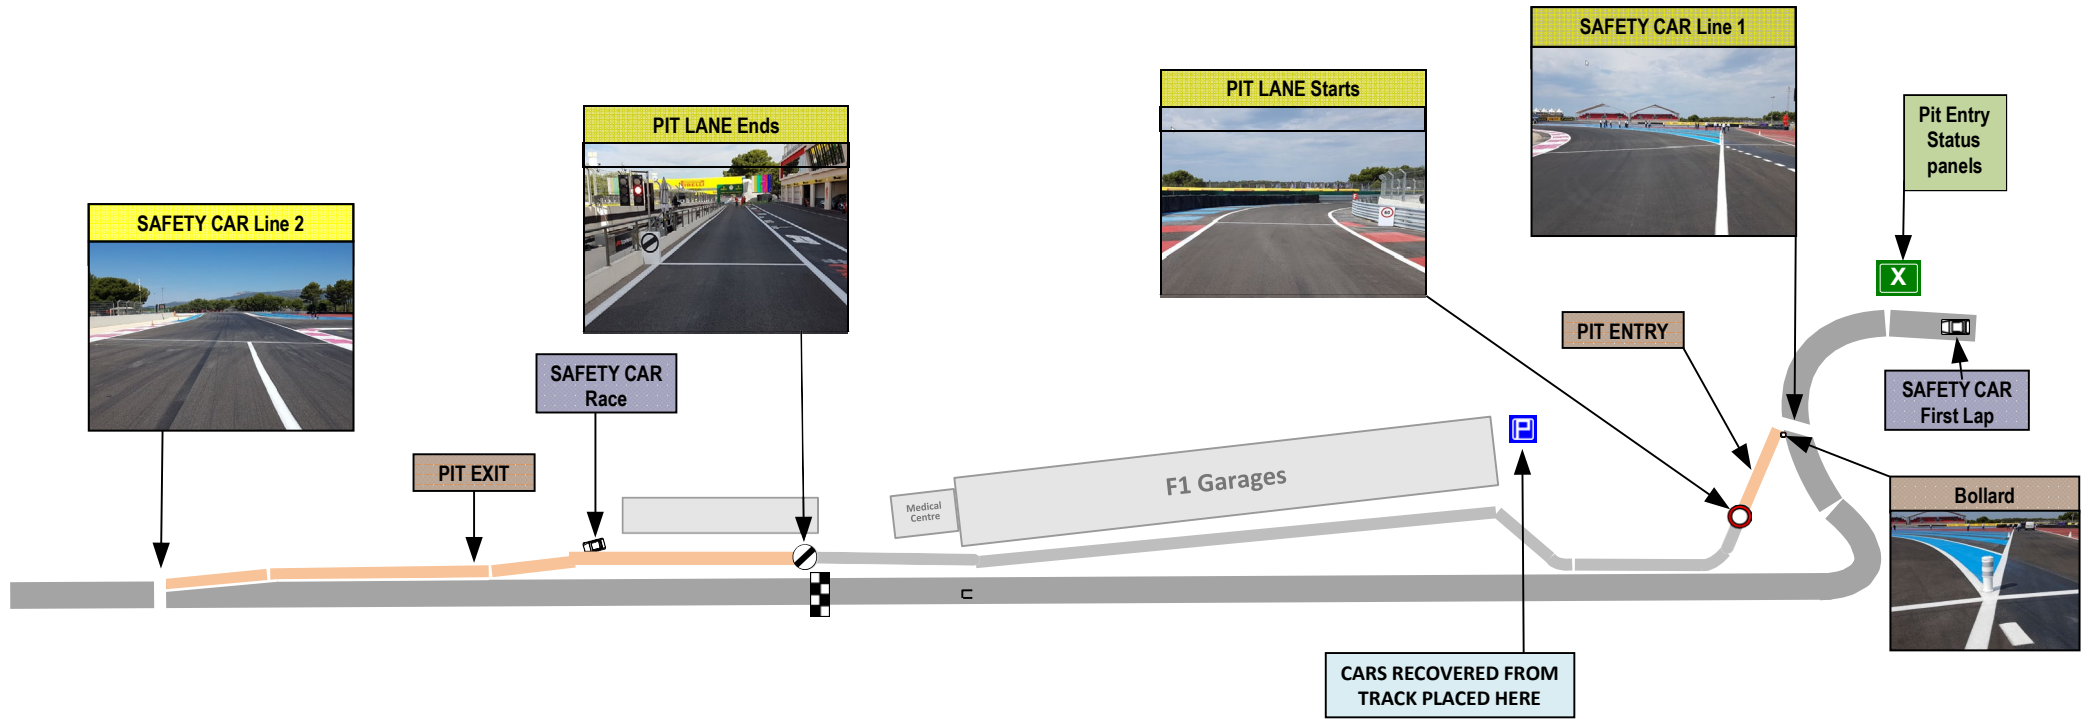 SAFETY CAR Line 1
PIT LANE Starts
Pit Entry
Status
panels
PIT LANE Ends
SAFETY CAR Line 2
X
PIT ENTRY
SAFETY CAR
Race
SAFETY CAR
First Lap
P
PIT EXIT
F1 Garages
Medical
Centre
Bollard
CARS RECOVERED FROM
TRACK PLACED HERE
PIRELLI
60